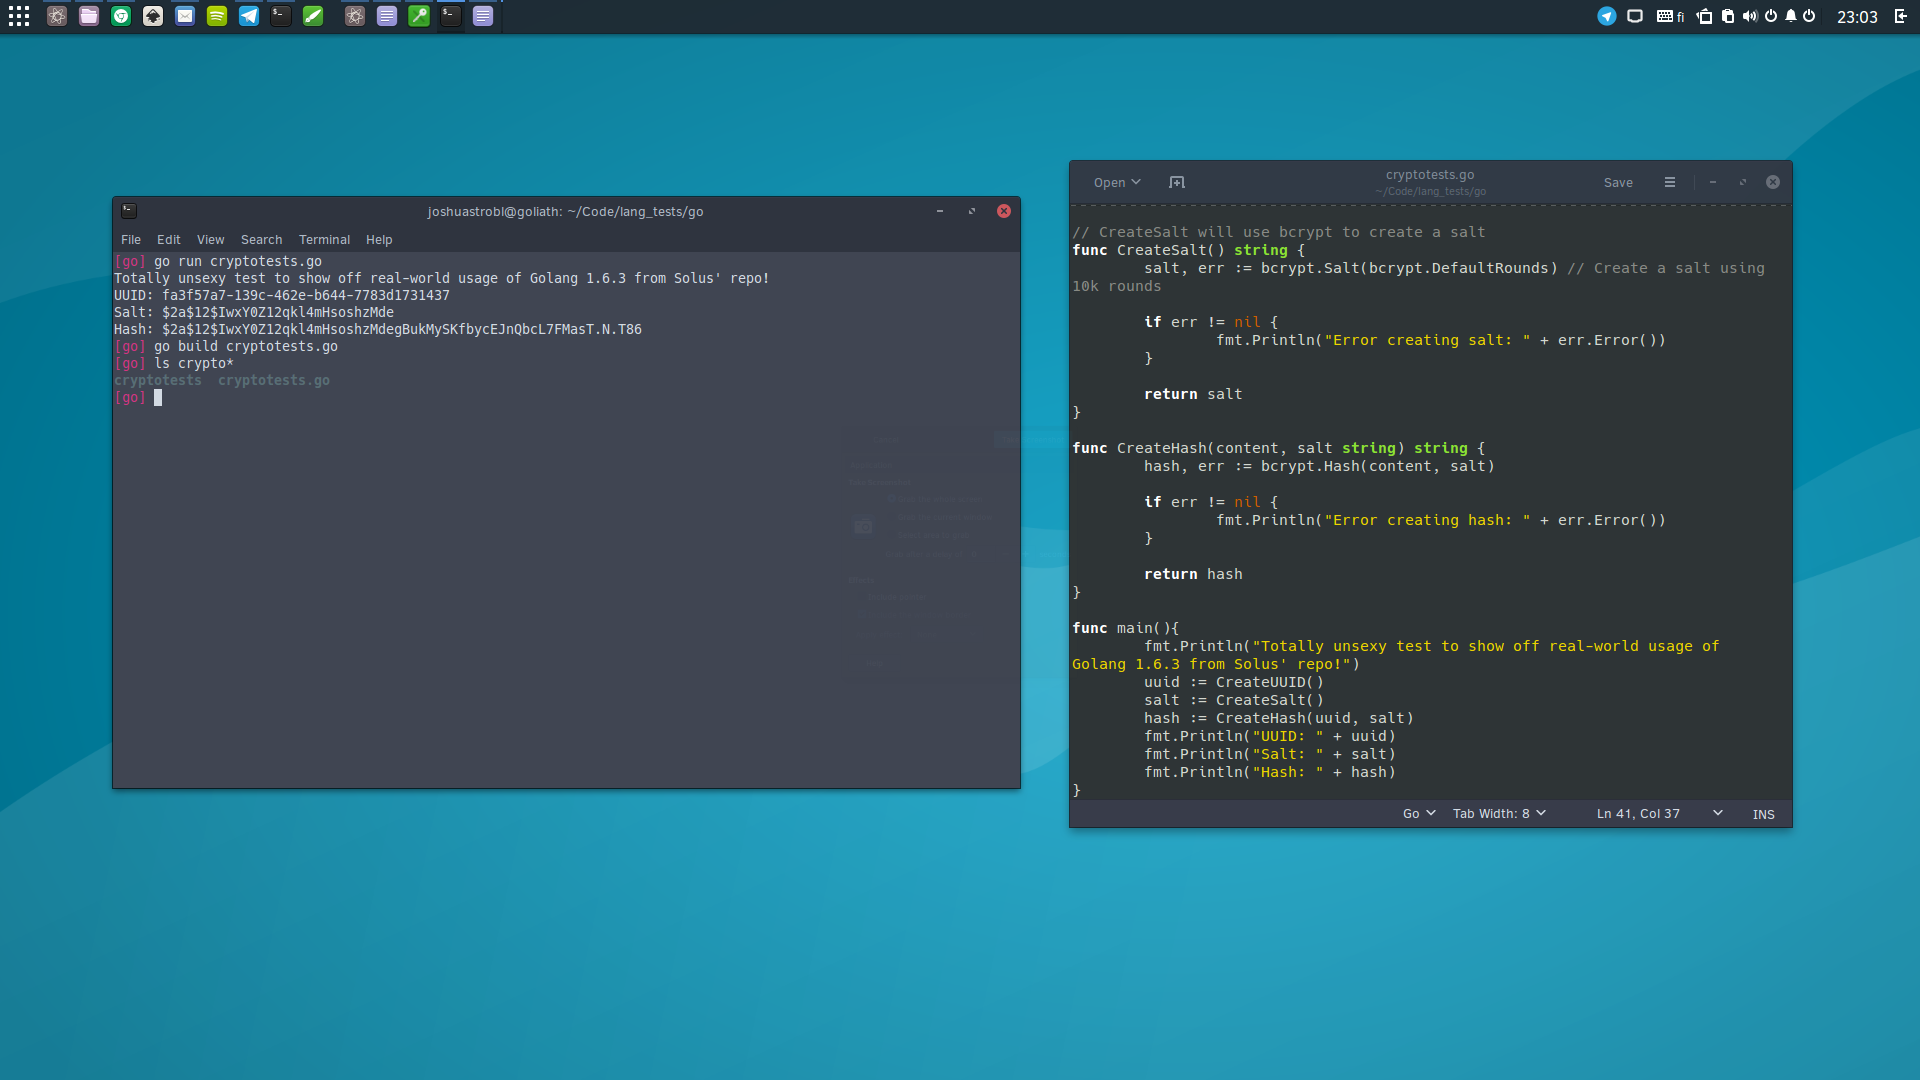 fi
23:03
joshuastrobl@goliath: ~/Code/lang_tests/go
File Edit View Search Terminal Help
[go] go run cryptotests.go
Totally unsexy test to show off real-world usage of Golang 1.6.3 from Solus' repo!
UUID: fa3f57a7-139c-462e-b644-7783d1731437
Salt: $2a$12$IwxY0Z12qkl4mHsoshzMde
Hash: $2a$12$IwxY0Z12qkl4mHsoshzMdegBukMySKfbycEJnQbcL7FMasT.N.T86
[go] go build cryptotests.go
[go] ls crypto*
cryptotests  cryptotests.go
[go]
Open
cryptotests.go
~/Code/lang_tests/go
Save
// CreateSalt will use bcrypt to create a salt
func CreateSalt() string {
salt, err := bcrypt.Salt(bcrypt.DefaultRounds) // Create a salt using
10k rounds
if err != nil {
fmt.Println("Error creating salt: " + err.Error())
}
return salt
}
func CreateHash(content, salt string) string {
hash, err := bcrypt.Hash(content, salt)
if err != nil {
fmt.Println("Error creating hash: " + err.Error())
}
return hash
}
func main(){
fmt.Println("Totally unsexy test to show off real-world usage of
Golang 1.6.3 from Solus' repo!")
uuid := CreateUUID()
salt := CreateSalt()
hash := CreateHash(uuid, salt)
fmt.Println("UUID: " + uuid)
fmt.Println("Salt: " + salt)
fmt.Println("Hash: " + hash)
}
Go Tab Width: 8 Ln 41, Col 37 INS